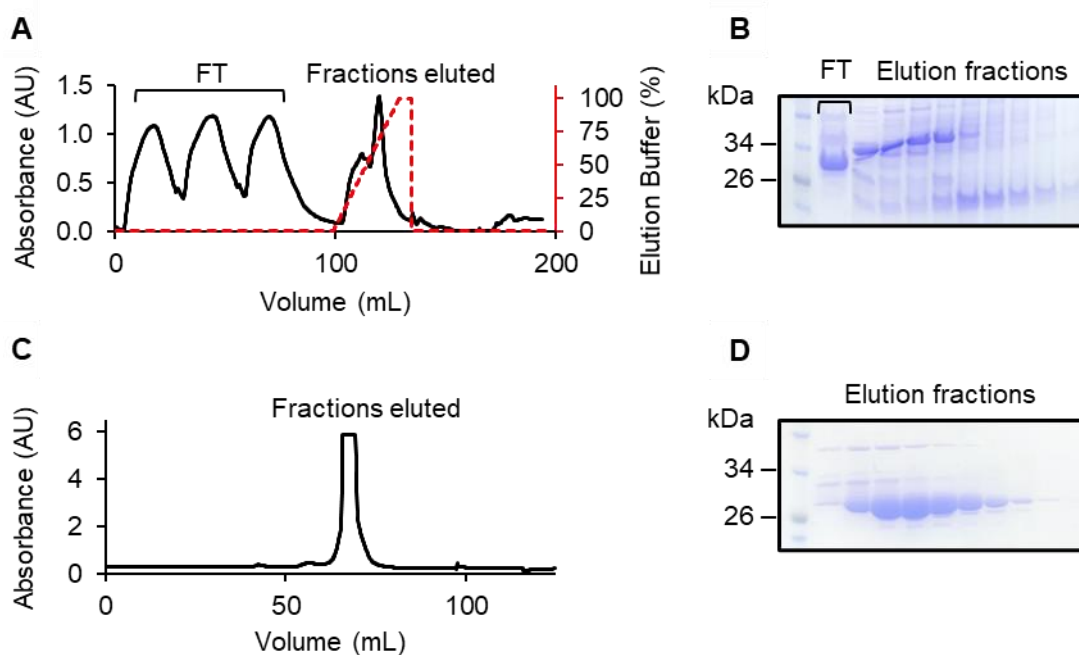 A
Absorbance (AU)
1.5
1.0
0.5
0.0
FT
Fractions eluted
100
75
50
25
0
Elution Buffer (%)
0
100
200
Volume (mL)
B
FT
Elution fractions
kDa
34
26
C
Absorbance (AU)
6
4
2
0
Fractions eluted
0
50
100
Volume (mL)
D
Elution fractions
kDa
34
26